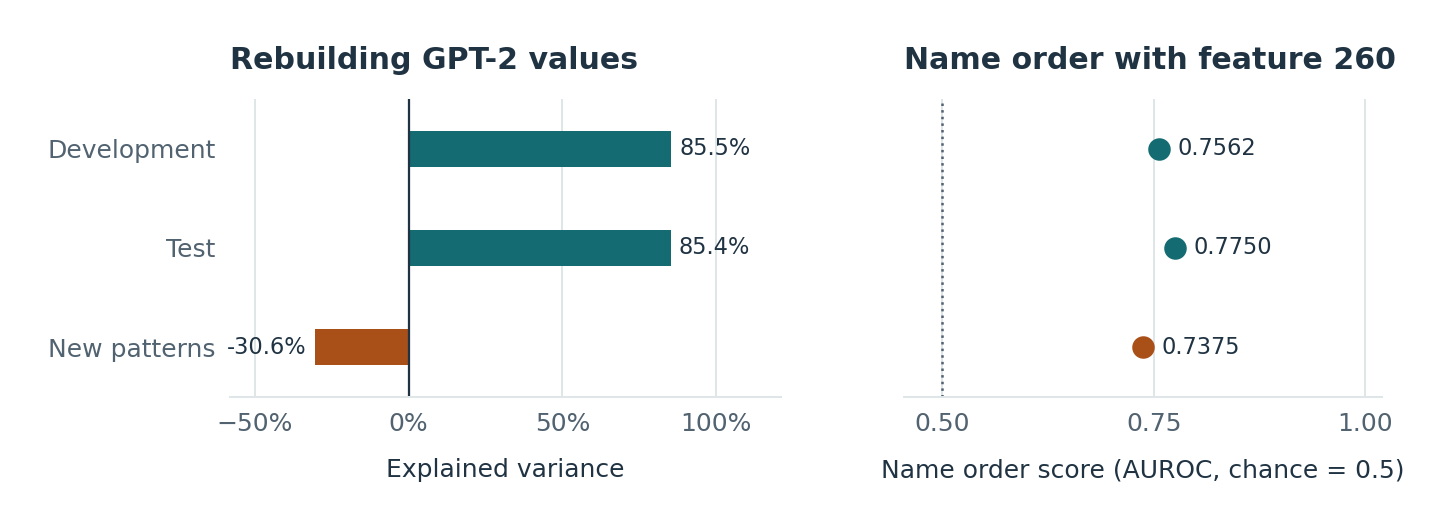 Rebuilding GPT-2 values
Development
85.5%
Test
85.4%
New patterns
-30.6%
−50%
0%
50%
100%
Explained variance
Name order with feature 260
0.7562
0.7750
0.7375
0.50
0.75
1.00
Name order score (AUROC, chance = 0.5)